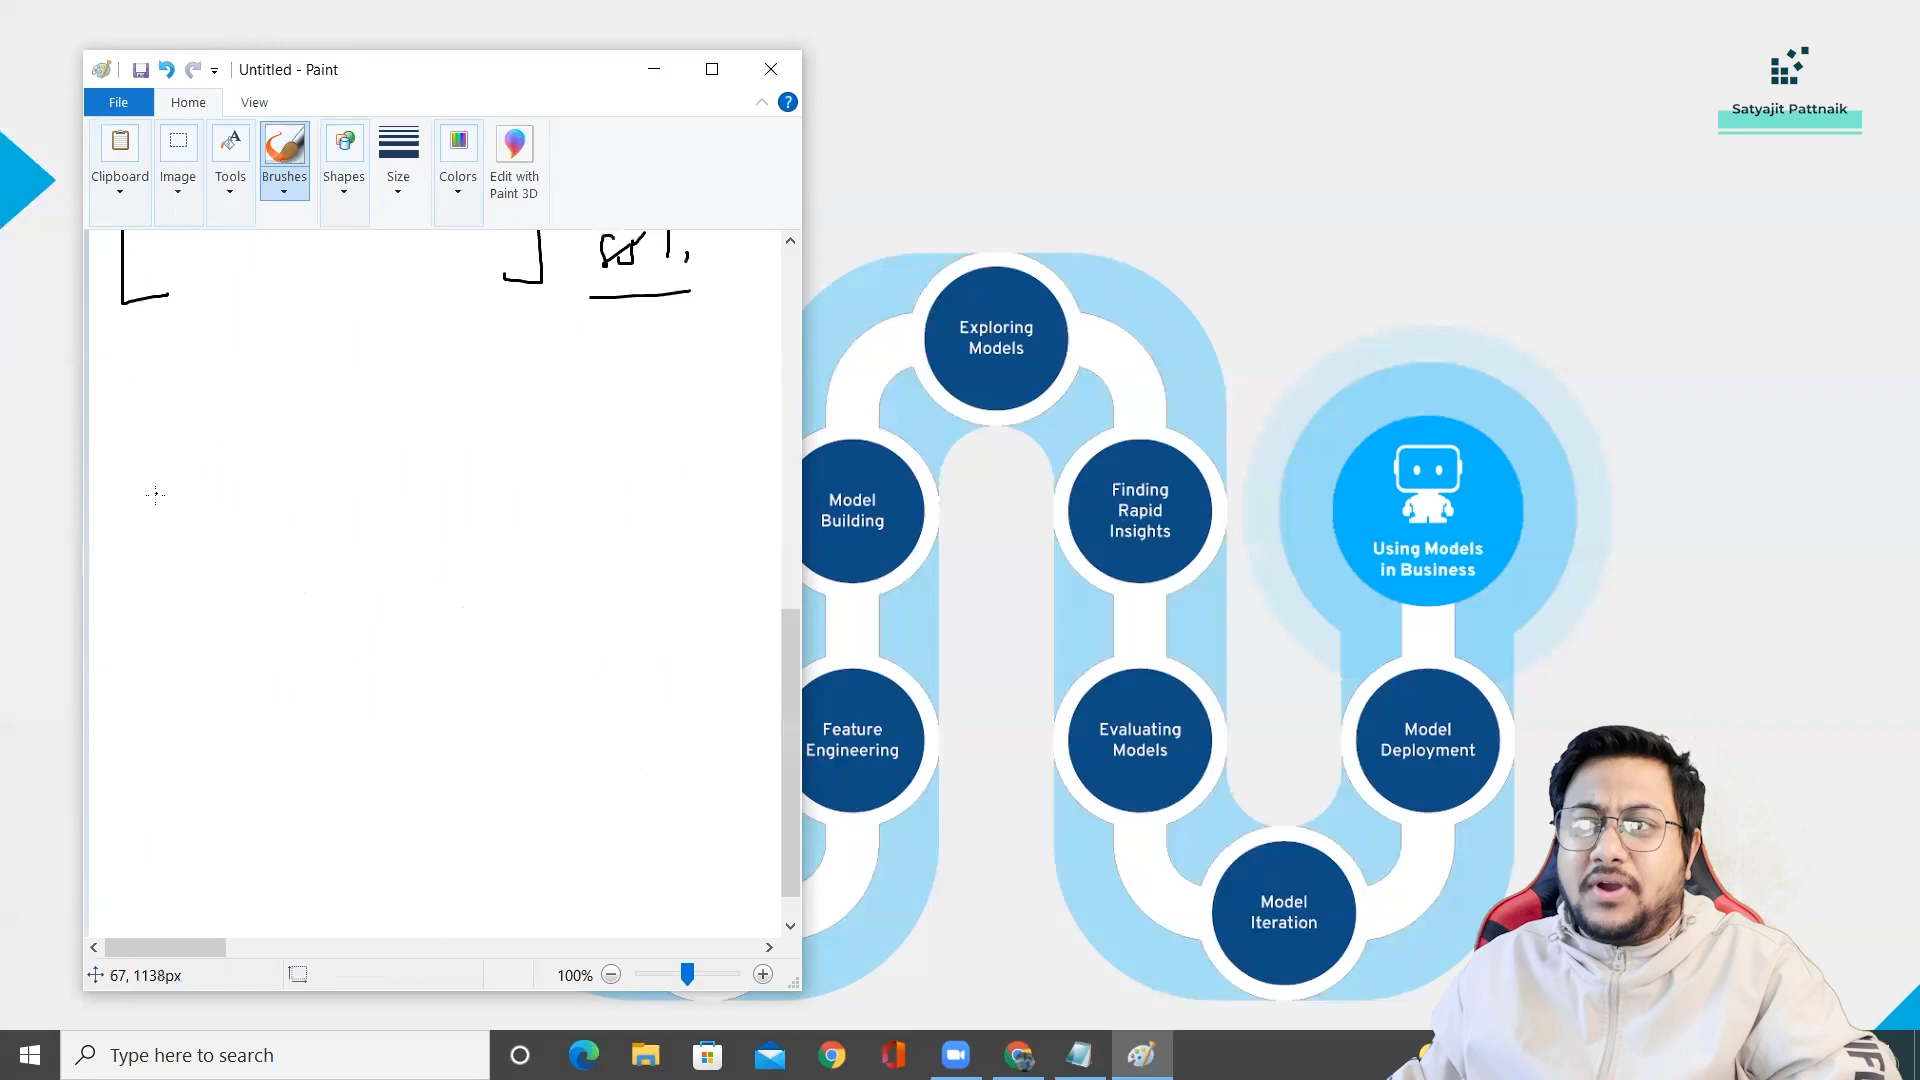 Untitled - Paint
File
Home
View
Clipboard
Image
Tools
Brushes
Shapes
Size
Colors
Edit with
Paint 3D
Satyajit Pattnaik
Exploring
Models
Model
Building
Finding
Rapid
Insights
Using Models
in Business
Feature
Engineering
Evaluating
Models
Model
Deployment
Model
Iteration
67, 1138px
100%
Type here to search